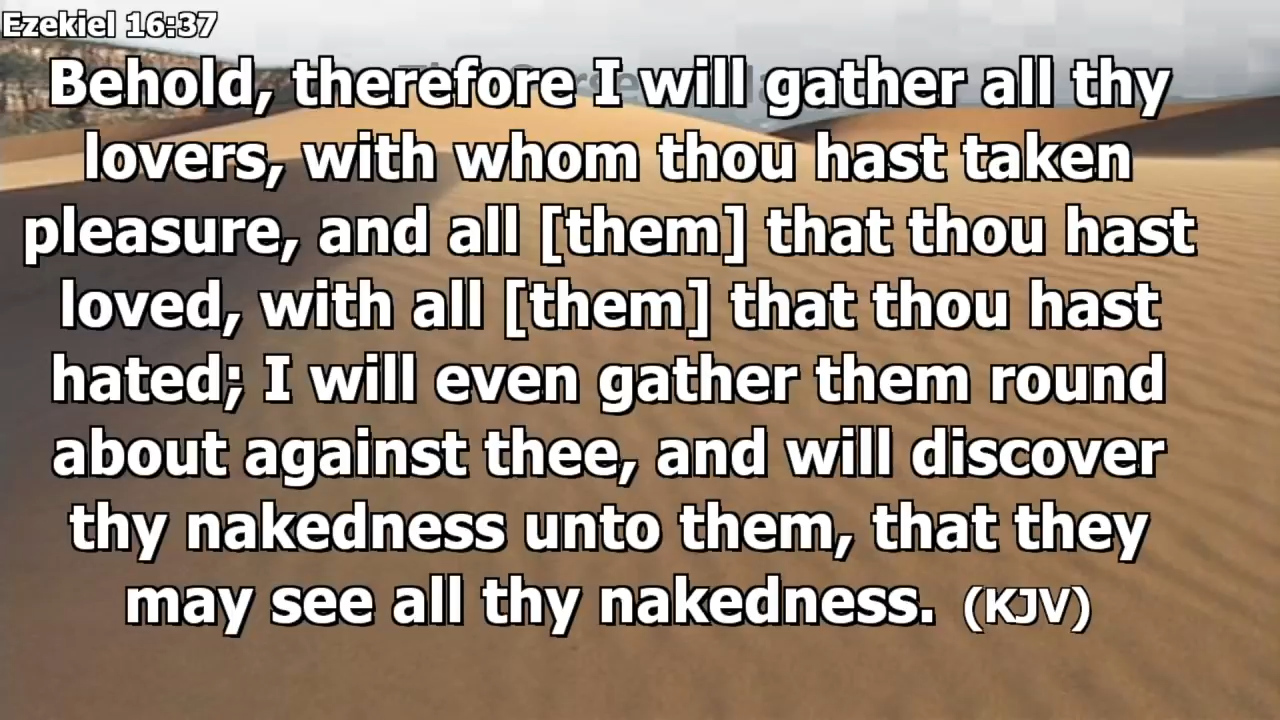 Ezekiel 16:37
Behold, therefore I will gather all thy
lovers, with whom thou hast taken
pleasure, and all [them] that thou hast
loved, with all [them] that thou hast
hated; I will even gather them round
about against thee, and will discover
thy nakedness unto them, that they
may see all thy nakedness. (KJV)